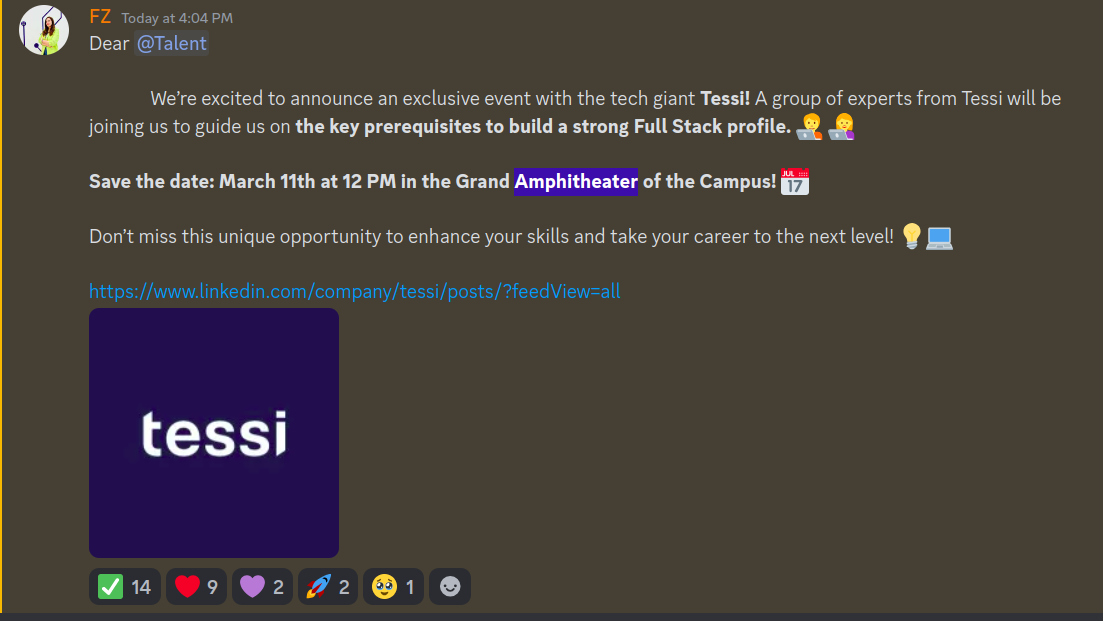 FZ Today at 4:04 PM
Dear @Talent
We’re excited to announce an exclusive event with the tech giant Tessi! A group of experts from Tessi will be
joining us to guide us on the key prerequisites to build a strong Full Stack profile.
Save the date: March 11th at 12 PM in the Grand Amphitheater of the Campus!
JUL
17
Don’t miss this unique opportunity to enhance your skills and take your career to the next level!
https://www.linkedin.com/company/tessi/posts/?feedView=all
tessi
14 9 2 2 1